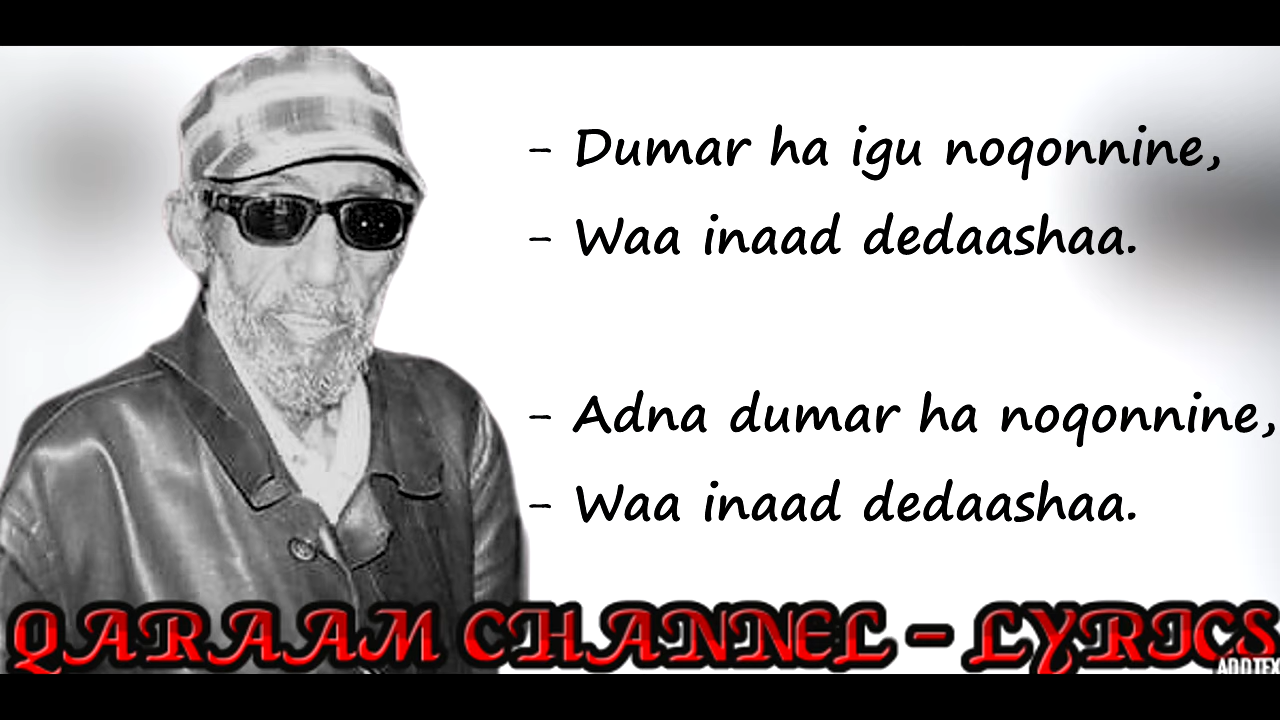 - Dumar ha igu noqonnine,
- Waa inaad dedaashaa.
- Adna dumar ha noqonnine,
- Waa inaad dedaashaa.
QARAAM CHANNEL - LYRICS